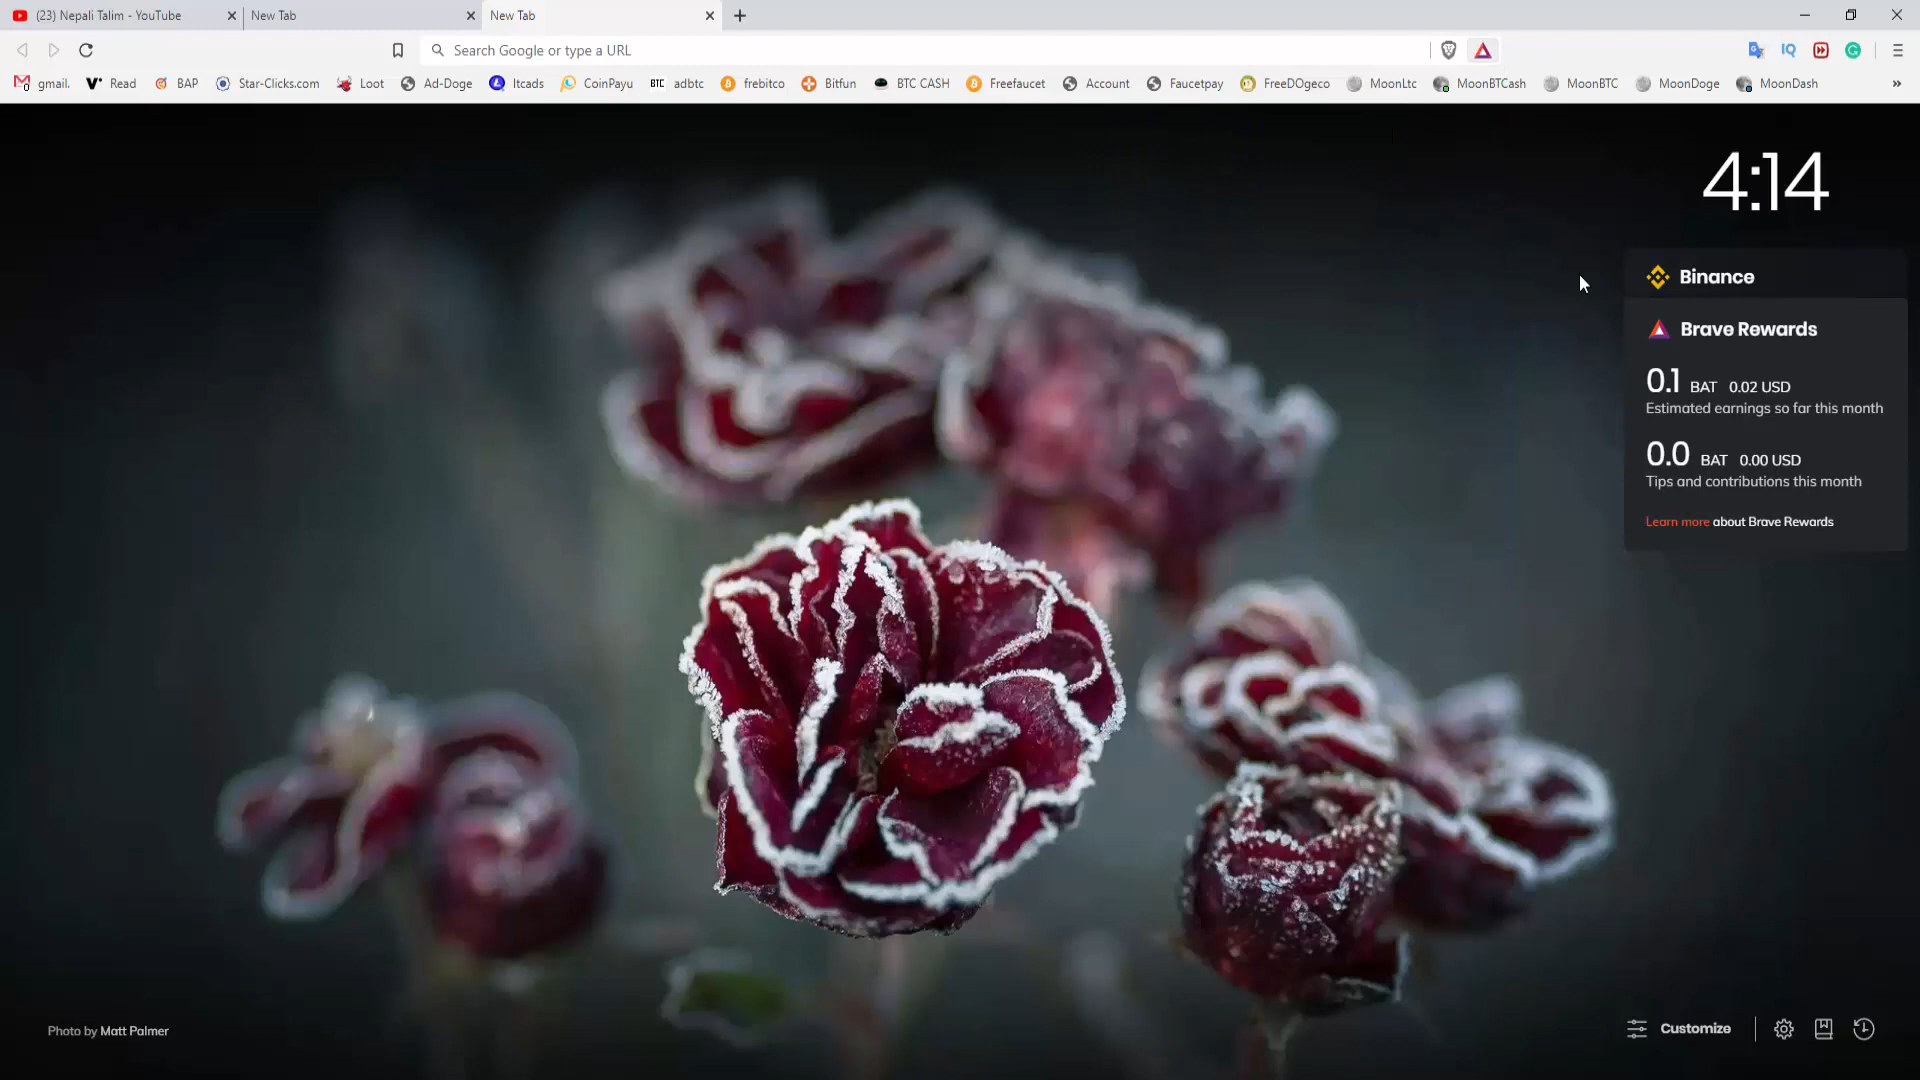 (23) Nepali Talim - YouTube
New Tab
New Tab
Search Google or type a URL
gmail.
Read
BAP
Star-Clicks.com
Loot
Ad-Doge
ltcads
CoinPayu
BTC adbtc
frebitco
Bitfun
BTC CASH
Freefaucet
Account
Faucetpay
FreeDOgeco
MoonLtc
MoonBTCash
MoonBTC
MoonDoge
MoonDash
4:14
Binance
Brave Rewards
0.1 BAT 0.02 USD
Estimated earnings so far this month
0.0 BAT 0.00 USD
Tips and contributions this month
Learn more about Brave Rewards
Photo by Matt Palmer
Customize